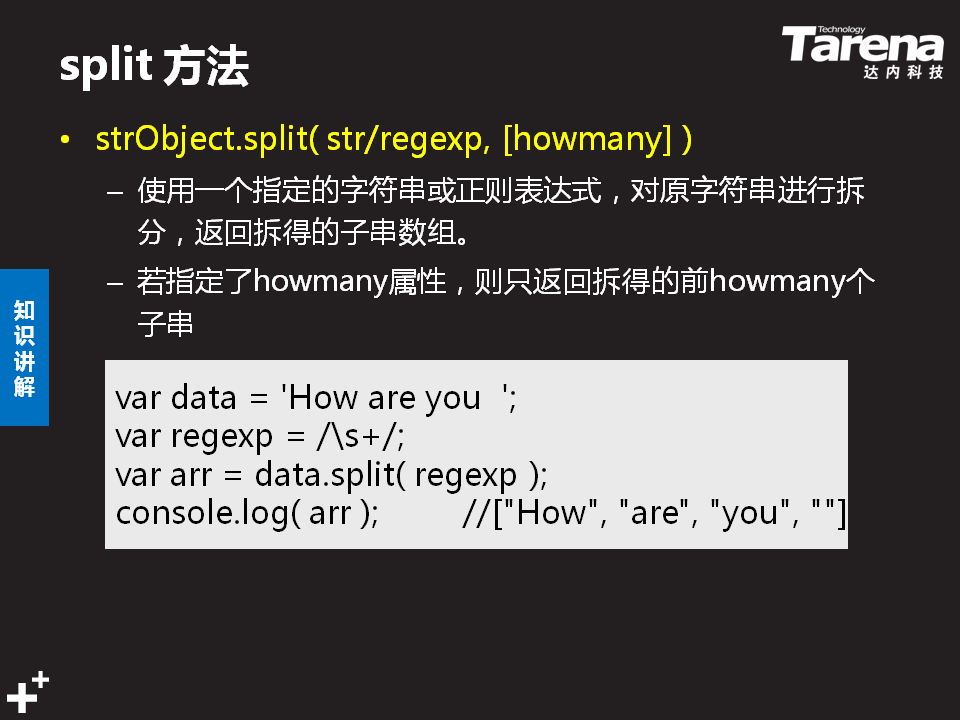 split 方法
Technology
Tarena
达内科技
• strObject.split( str/regexp, [howmany] )
– 使用一个指定的字符串或正则表达式，对原字符串进行拆
分，返回拆得的子串数组。
– 若指定了howmany属性，则只返回拆得的前howmany个
子串
知
识
讲
解
var data = 'How are you  ';
var regexp = /\s+/;
var arr = data.split( regexp );
console.log( arr );        //["How", "are", "you", ""]